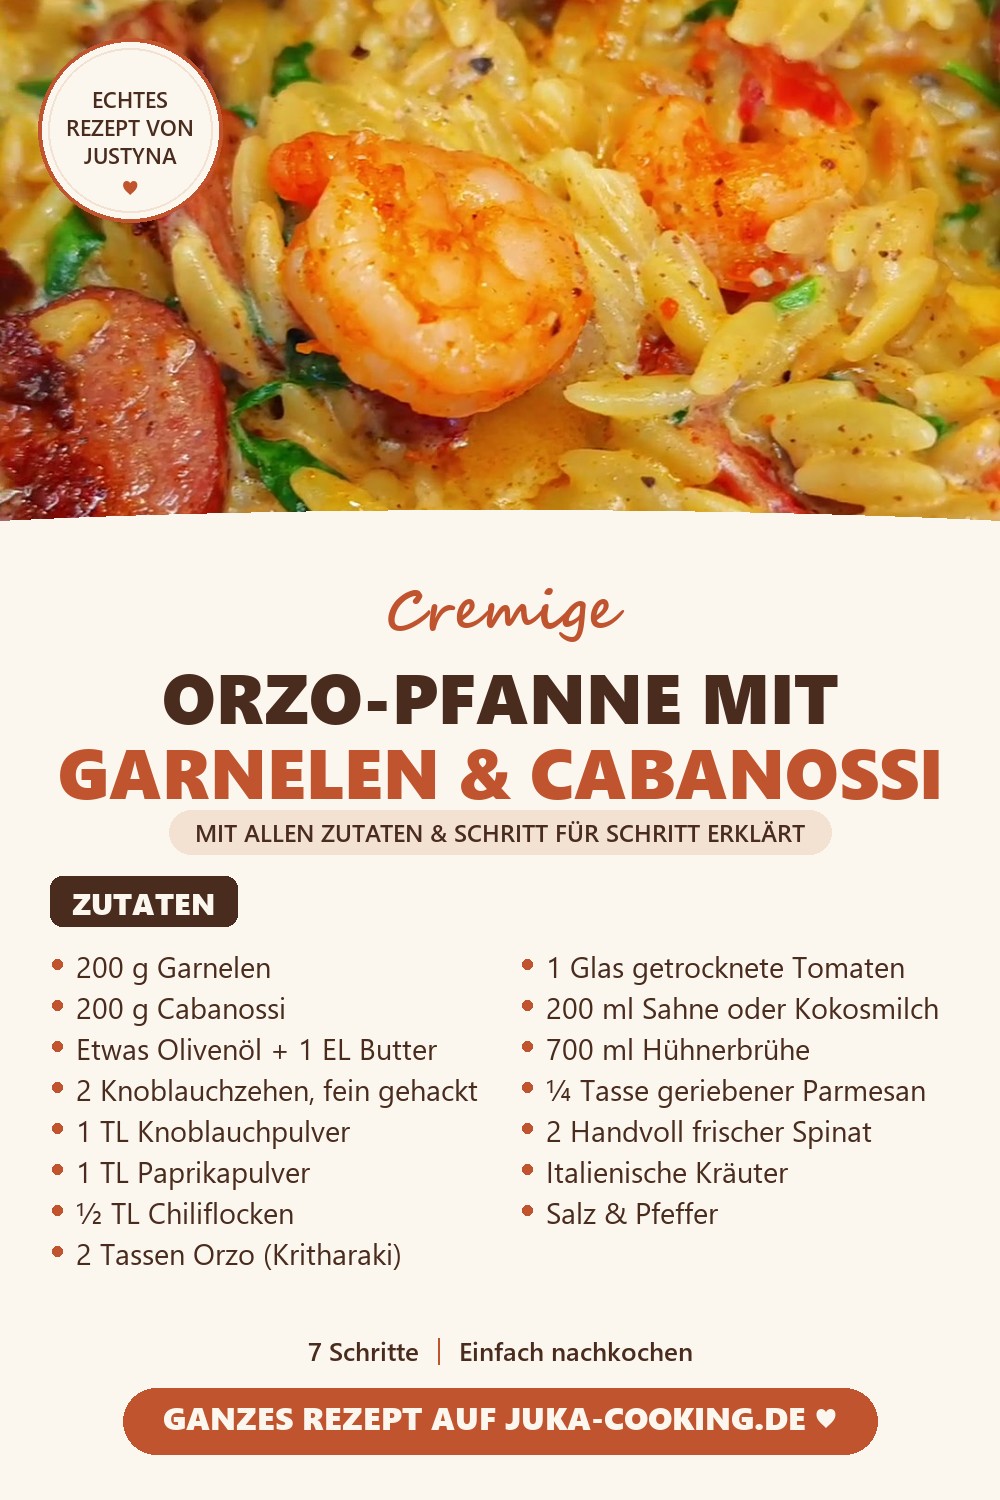 ECHTES
REZEPT VON
JUSTYNA
Cremige
ORZO-PFANNE MIT
GARNELEN & CABANOSSI
MIT ALLEN ZUTATEN & SCHRITT FÜR SCHRITT ERKLÄRT
ZUTATEN
200 g Garnelen
200 g Cabanossi
Etwas Olivenöl + 1 EL Butter
2 Knoblauchzehen, fein gehackt
1 TL Knoblauchpulver
1 TL Paprikapulver
½ TL Chiliflocken
2 Tassen Orzo (Kritharaki)
1 Glas getrocknete Tomaten
200 ml Sahne oder Kokosmilch
700 ml Hühnerbrühe
¼ Tasse geriebener Parmesan
2 Handvoll frischer Spinat
Italienische Kräuter
Salz & Pfeffer
7 Schritte | Einfach nachkochen
GANZES REZEPT AUF JUKA-COOKING.DE ♥